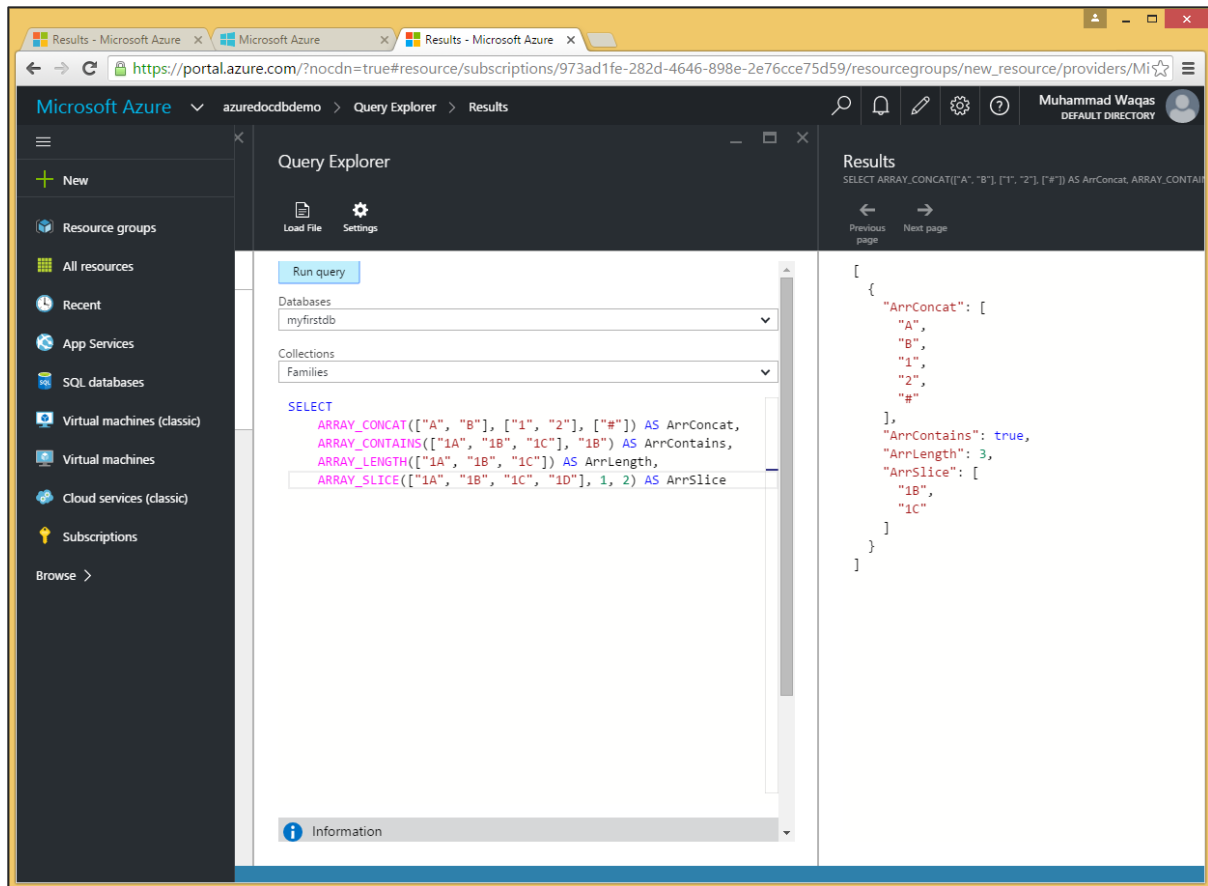 Results - Microsoft Azure
Microsoft Azure
Results - Microsoft Azure
https://portal.azure.com/?nocdn=true#resource/subscriptions/973ad1fe-282d-4646-898e-2e76cce75d59/resourcegroups/new_resource/providers/Mi
Microsoft Azure azuredocdbdemo > Query Explorer > Results
Muhammad Waqas
DEFAULT DIRECTORY
New
Resource groups
All resources
Recent
App Services
SQL databases
Virtual machines (classic)
Virtual machines
Cloud services (classic)
Subscriptions
Browse >
Query Explorer
Load File
Settings
Run query
Databases
myfirstdb
Collections
Families
SELECT
ARRAY_CONCAT(["A", "B"], ["1", "2"], ["#"]) AS ArrConcat,
ARRAY_CONTAINS(["1A", "1B", "1C"], "1B") AS ArrContains,
ARRAY_LENGTH(["1A", "1B", "1C"]) AS ArrLength,
ARRAY_SLICE(["1A", "1B", "1C", "1D"], 1, 2) AS ArrSlice
Information
Results
SELECT ARRAY_CONCAT(["A", "B"], ["1", "2"], ["#"]) AS ArrConcat, ARRAY_CONTAIN
Previous page
Next page
[
{
"ArrConcat": [
"A",
"B",
"1",
"2",
"#"
],
"ArrContains": true,
"ArrLength": 3,
"ArrSlice": [
"1B",
"1C"
]
}
]